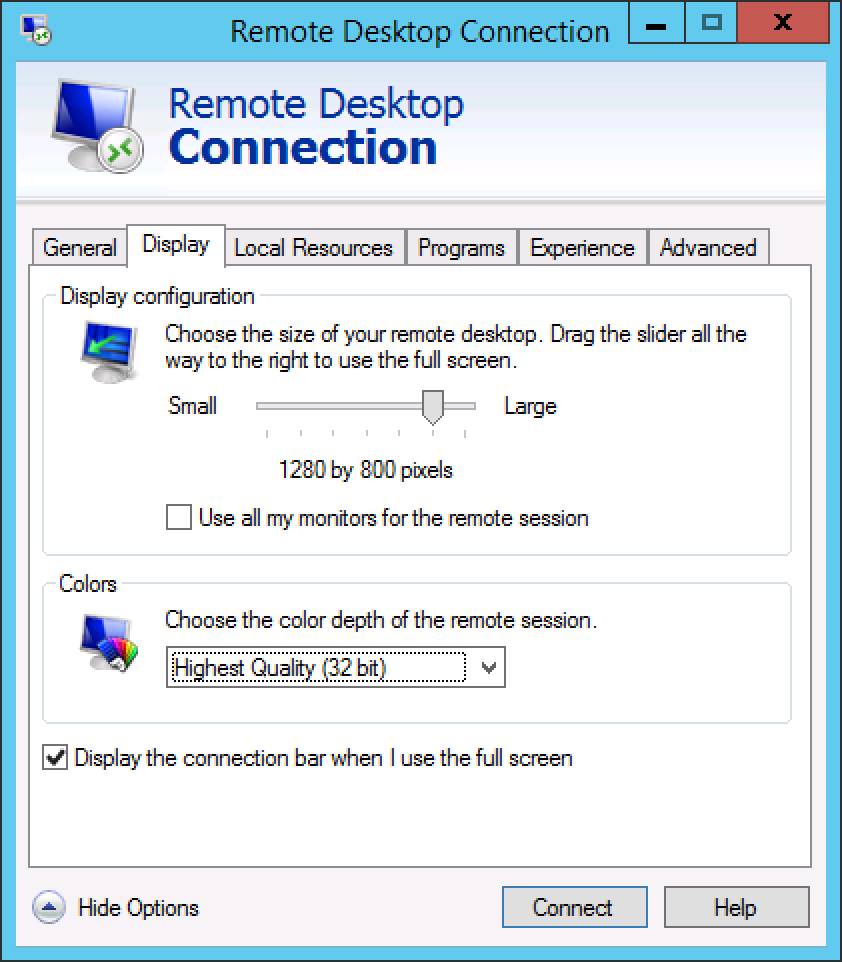 Remote Desktop Connection
X
Remote Desktop
Connection
General Display Local Resources Programs Experience Advanced
Display configuration
Choose the size of your remote desktop. Drag the slider all the
way to the right to use the full screen.
Small Large
1280 by 800 pixels
Use all my monitors for the remote session
Colors
Choose the color depth of the remote session.
Highest Quality (32 bit)
Display the connection bar when I use the full screen
Hide Options Connect Help